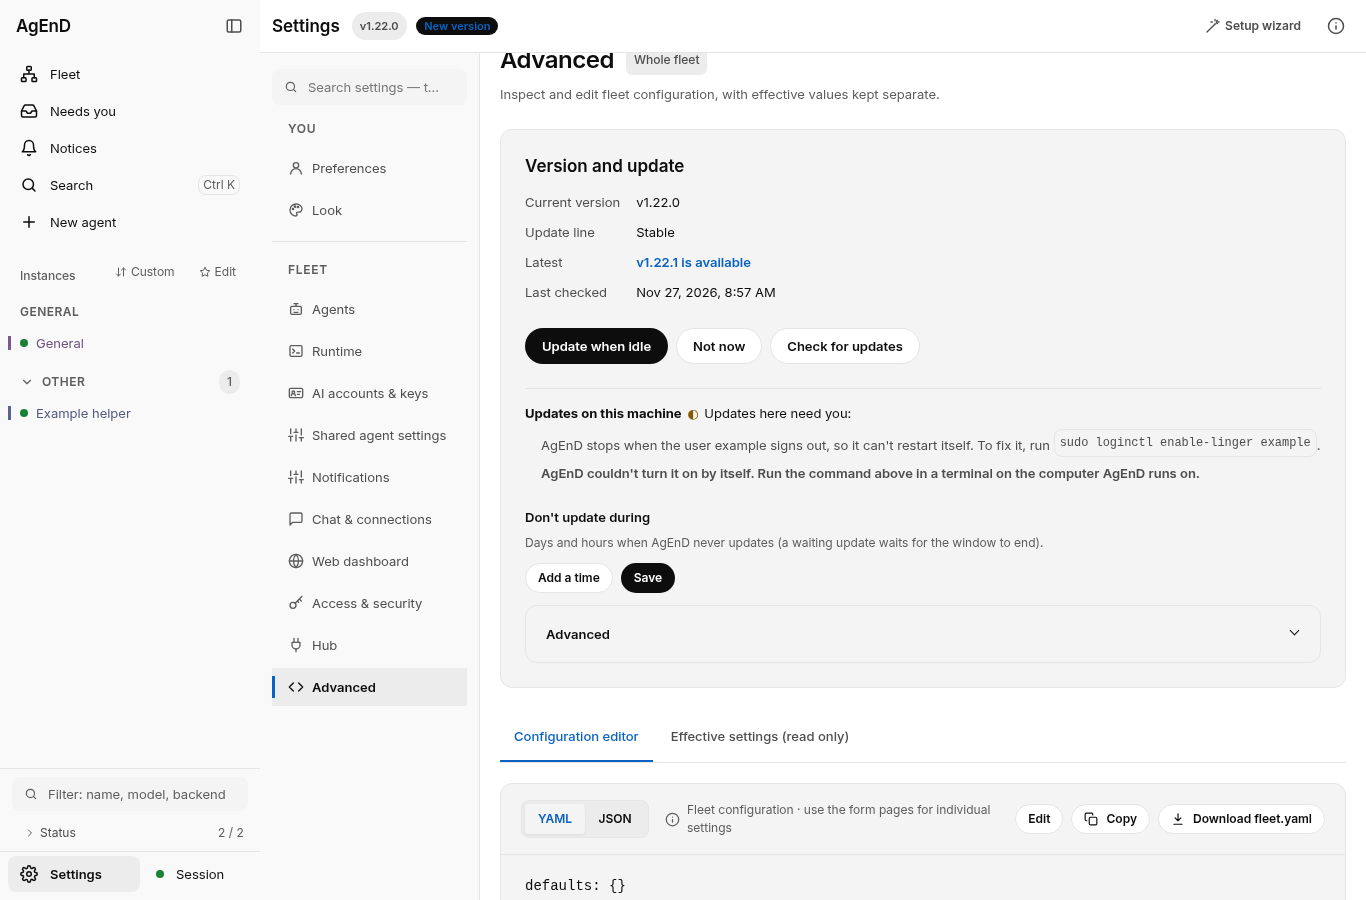 AgEnD
Fleet
Needs you
Notices
Search
Ctrl K
New agent
Instances
Custom
Edit
GENERAL
General
OTHER
1
Example helper
Filter: name, model, backend
Status
2 / 2
Settings
Session
Settings
v1.22.0
New version
Setup wizard
Search settings — t...
YOU
Preferences
Look
FLEET
Agents
Runtime
AI accounts & keys
Shared agent settings
Notifications
Chat & connections
Web dashboard
Access & security
Hub
Advanced
Advanced
Whole fleet
Inspect and edit fleet configuration, with effective values kept separate.
Version and update
Current version v1.22.0
Update line Stable
Latest v1.22.1 is available
Last checked Nov 27, 2026, 8:57 AM
Update when idle
Not now
Check for updates
Updates on this machine Updates here need you:
AgEnD stops when the user example signs out, so it can't restart itself. To fix it, run sudo loginctl enable-linger example.
AgEnD couldn't turn it on by itself. Run the command above in a terminal on the computer AgEnD runs on.
Don't update during
Days and hours when AgEnD never updates (a waiting update waits for the window to end).
Add a time
Save
Advanced
Configuration editor
Effective settings (read only)
YAML
JSON
Fleet configuration · use the form pages for individual
settings
Edit
Copy
Download fleet.yaml
defaults: {}